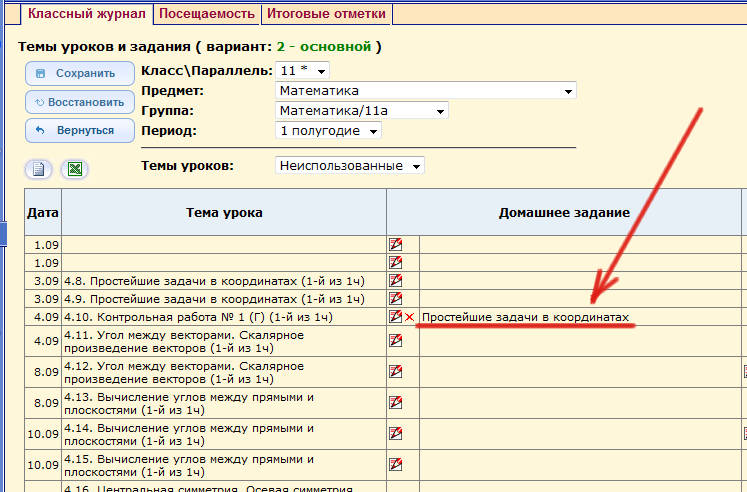 Классный журнал Посещаемость Итоговые отметки
Темы уроков и задания ( вариант: 2 - основной )
Сохранить
Восстановить
Вернуться
Класс\Параллель: 11 *
Предмет: Математика
Группа: Математика/11а
Период: 1 полугодие
Темы уроков: Неиспользованные
Дата Тема урока Домашнее задание
1.09
1.09
3.09 4.8. Простейшие задачи в координатах (1-й из 1ч)
3.09 4.9. Простейшие задачи в координатах (1-й из 1ч)
4.09 4.10. Контрольная работа № 1 (Г) (1-й из 1ч) Простейшие задачи в координатах
4.09 4.11. Угол между векторами. Скалярное
произведение векторов (1-й из 1ч)
8.09 4.12. Угол между векторами. Скалярное
произведение векторов (1-й из 1ч)
8.09 4.13. Вычисление углов между прямыми и
плоскостями (1-й из 1ч)
10.09 4.14. Вычисление углов между прямыми и
плоскостями (1-й из 1ч)
10.09 4.15. Вычисление углов между прямыми и
плоскостями (1-й из 1ч)
4.16. Центральная симметрия. Осевая симметрия